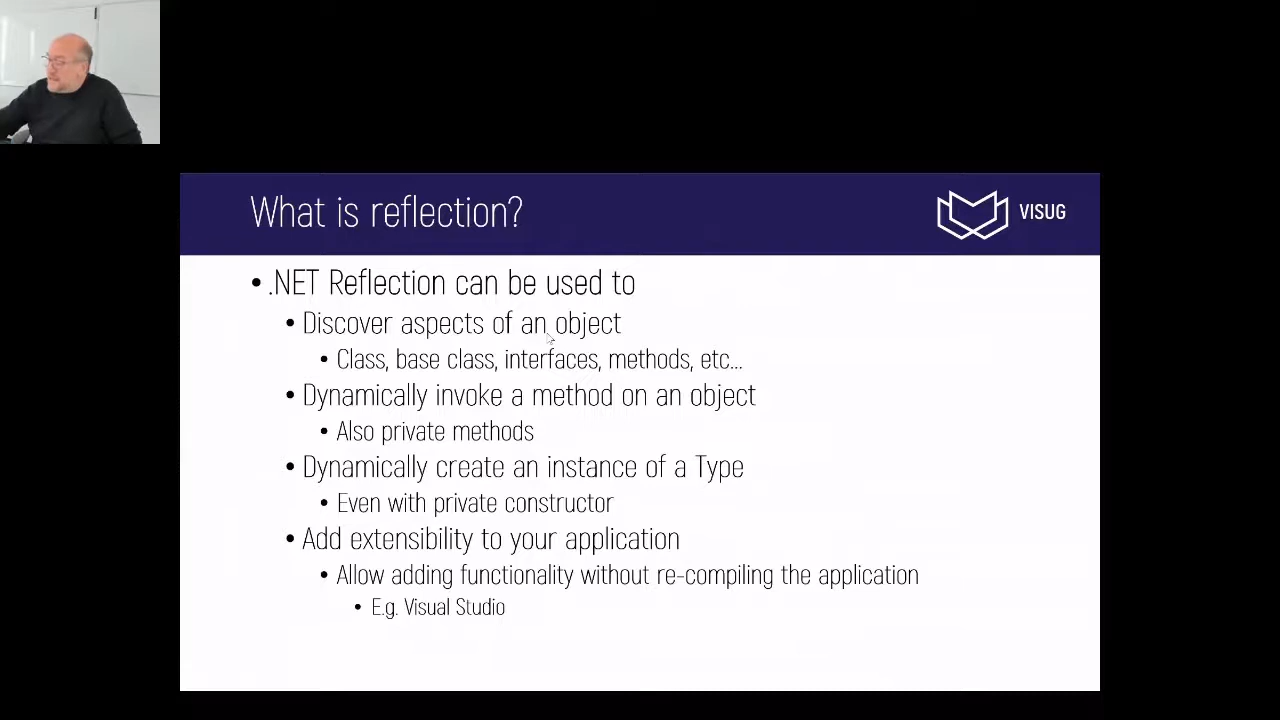 What is reflection?
VISUG
• .NET Reflection can be used to
• Discover aspects of an object
• Class, base class, interfaces, methods, etc...
• Dynamically invoke a method on an object
• Also private methods
• Dynamically create an instance of a Type
• Even with private constructor
• Add extensibility to your application
• Allow adding functionality without re-compiling the application
• E.g. Visual Studio